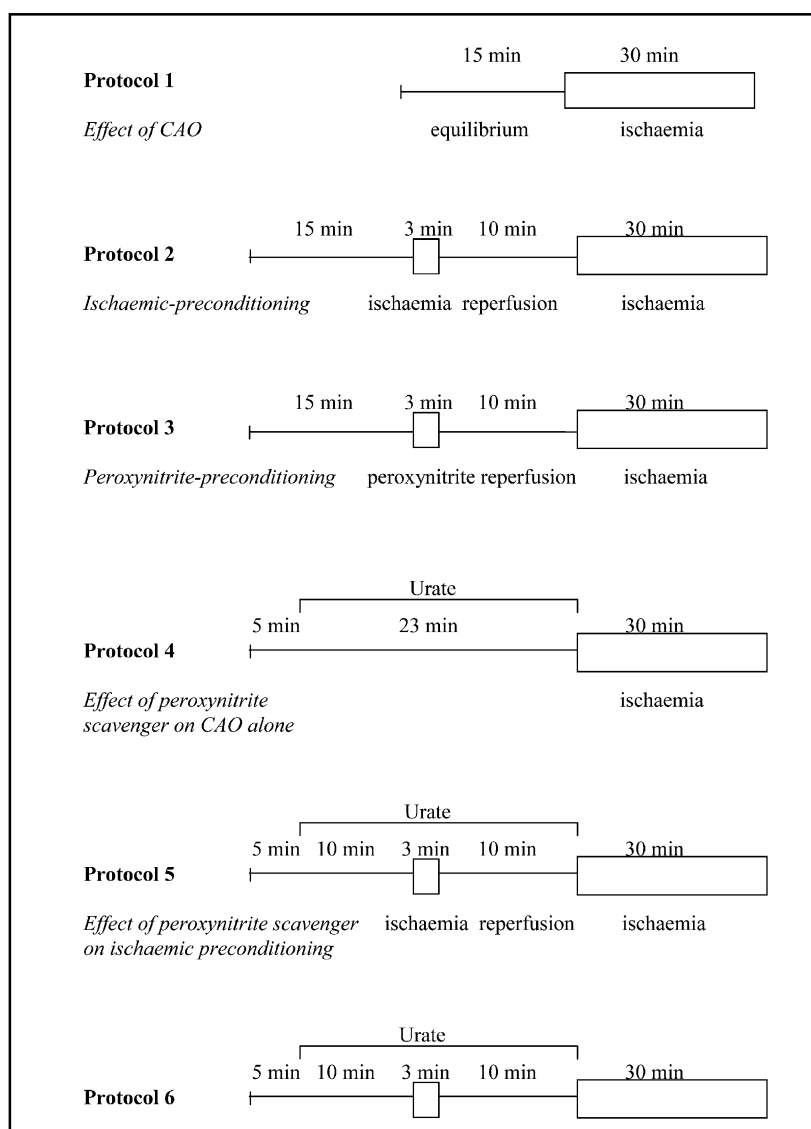 15 min 30 min
Protocol 1
Effect of CAO equilibrium ischaemia
15 min 3 min 10 min 30 min
Protocol 2
Ischaemic-preconditioning ischaemia reperfusion ischaemia
15 min 3 min 10 min 30 min
Protocol 3
Peroxynitrite-preconditioning peroxynitrite reperfusion ischaemia
Urate
5 min 23 min 30 min
Protocol 4
Effect of peroxynitrite ischaemia
scavenger on CAO alone
Urate
5 min 10 min 3 min 10 min 30 min
Protocol 5
Effect of peroxynitrite scavenger ischaemia reperfusion ischaemia
on ischaemic preconditioning
Urate
5 min 10 min 3 min 10 min 30 min
Protocol 6